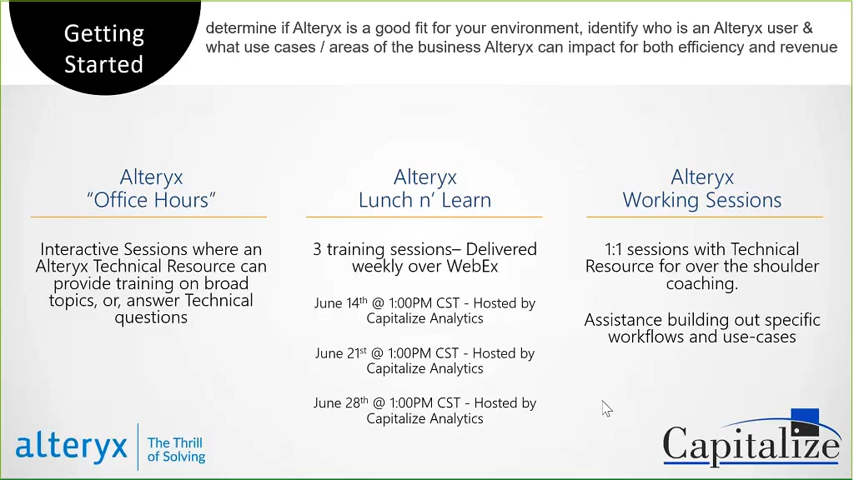 Getting
Started
determine if Alteryx is a good fit for your environment, identify who is an Alteryx user &
what use cases / areas of the business Alteryx can impact for both efficiency and revenue
Alteryx
“Office Hours”
Interactive Sessions where an
Alteryx Technical Resource can
provide training on broad
topics, or, answer Technical
questions
Alteryx
Lunch n’ Learn
3 training sessions– Delivered
weekly over WebEx
June 14th @ 1:00PM CST - Hosted by
Capitalize Analytics
June 21st @ 1:00PM CST - Hosted by
Capitalize Analytics
June 28th @ 1:00PM CST - Hosted by
Capitalize Analytics
Alteryx
Working Sessions
1:1 sessions with Technical
Resource for over the shoulder
coaching.
Assistance building out specific
workflows and use-cases
alteryx
The Thrill
of Solving
Capitalize